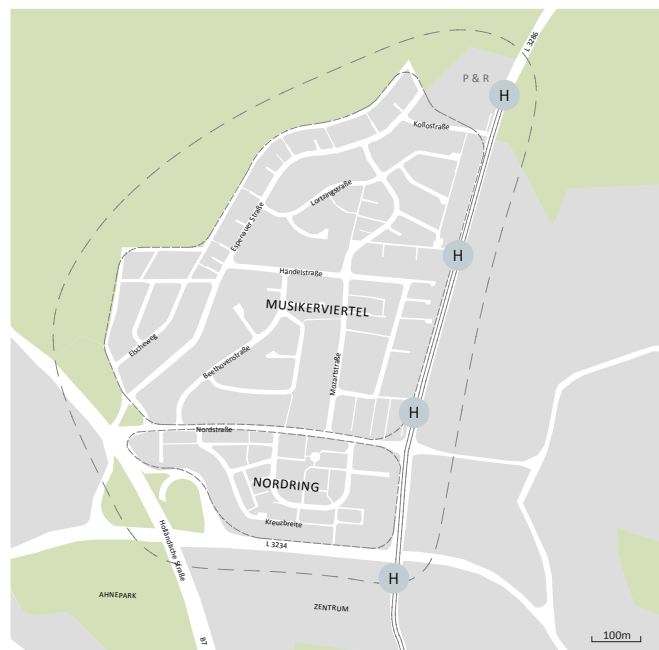 L 3286
P & R
H
Kollostraße
Lortzingstraße
Espenauer Straße
H
Händelstraße
MUSIKERVIERTEL
Elscheweg
Beethovenstraße
Mozartstraße
H
Nordstraße
NORDRING
Kreuzbreite
L 3234
Holländische Straße
H
AHNEPARK
ZENTRUM
B7
100m